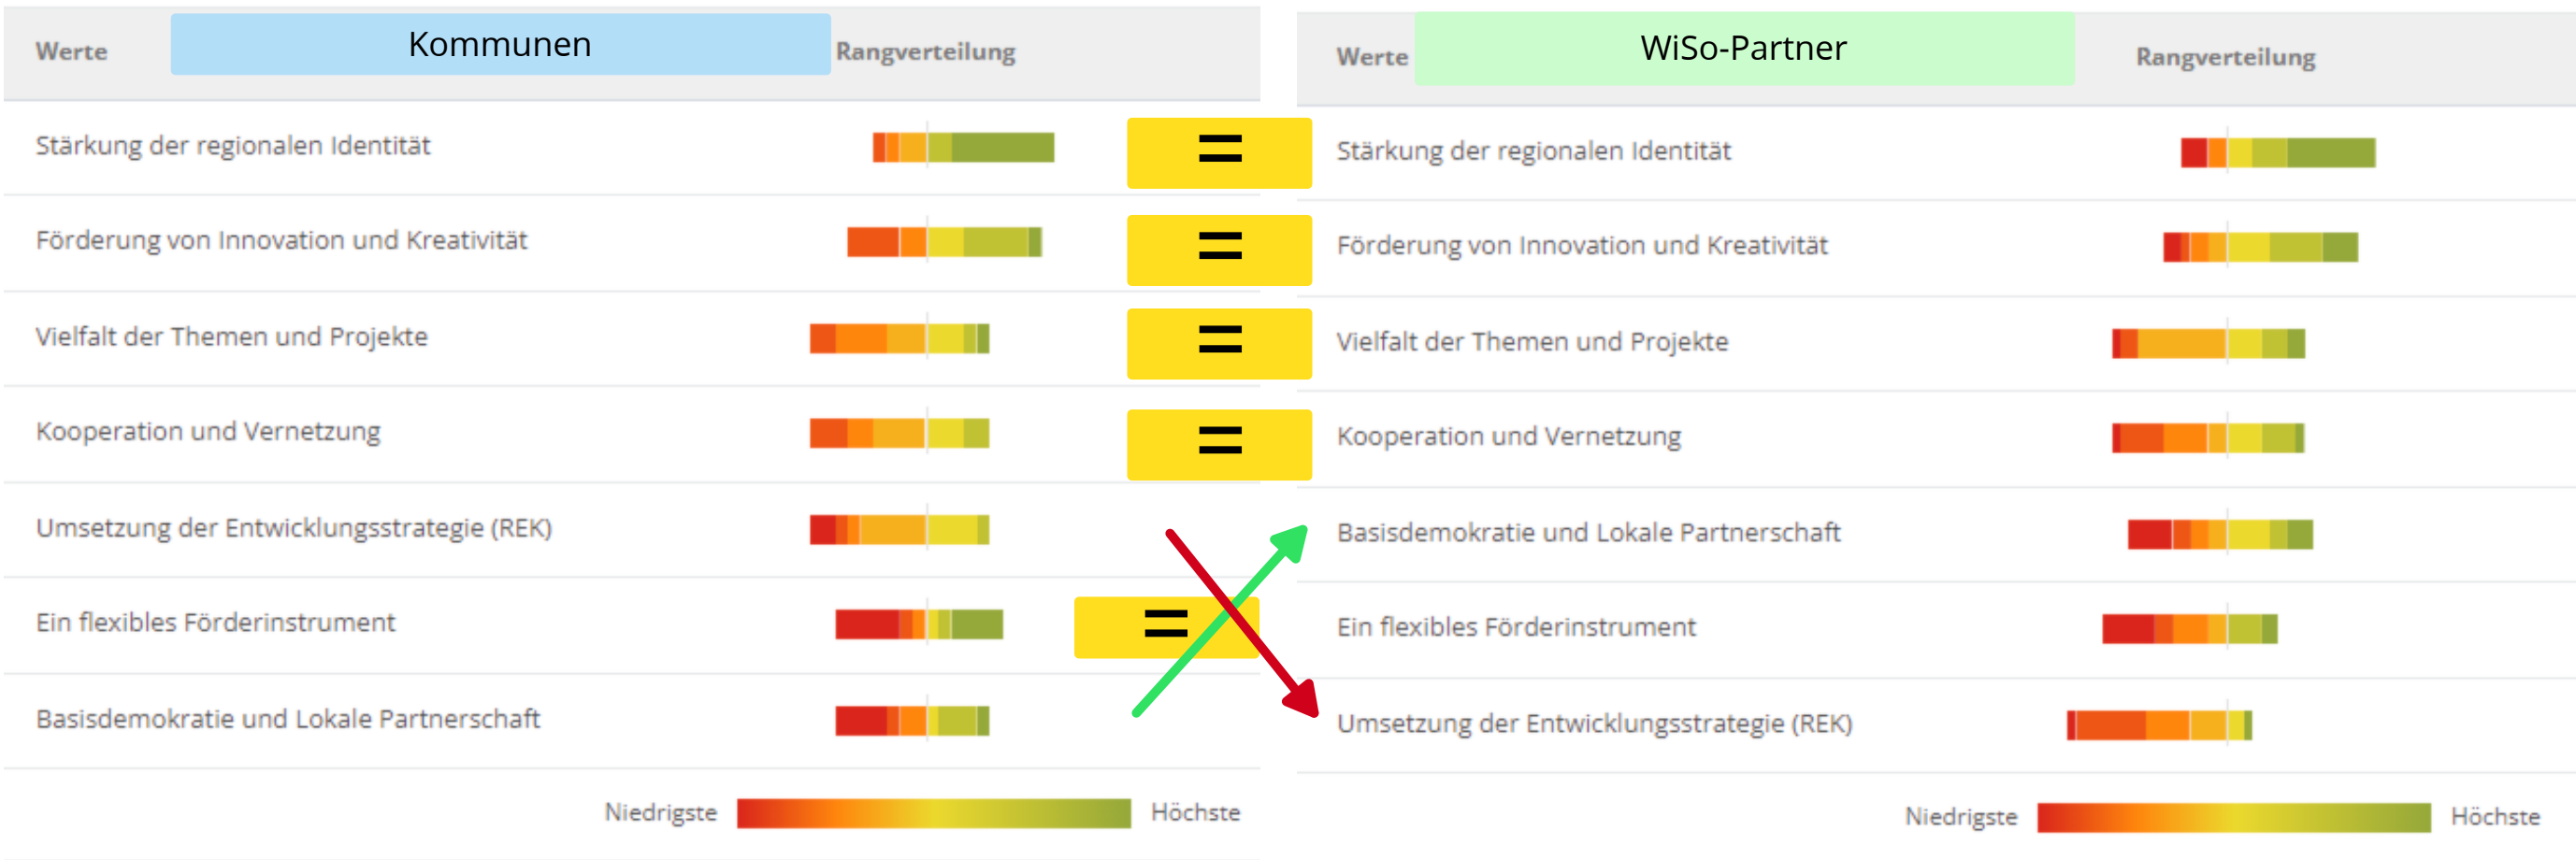 Werte Kommunen Rangverteilung
Stärkung der regionalen Identität
Förderung von Innovation und Kreativität
Vielfalt der Themen und Projekte
Kooperation und Vernetzung
Umsetzung der Entwicklungsstrategie (REK)
Ein flexibles Förderinstrument
Basisdemokratie und Lokale Partnerschaft
Niedrigste Höchste
=
=
=
=
=
Werte WiSo-Partner Rangverteilung
Stärkung der regionalen Identität
Förderung von Innovation und Kreativität
Vielfalt der Themen und Projekte
Kooperation und Vernetzung
Basisdemokratie und Lokale Partnerschaft
Ein flexibles Förderinstrument
Umsetzung der Entwicklungsstrategie (REK)
Niedrigste Höchste